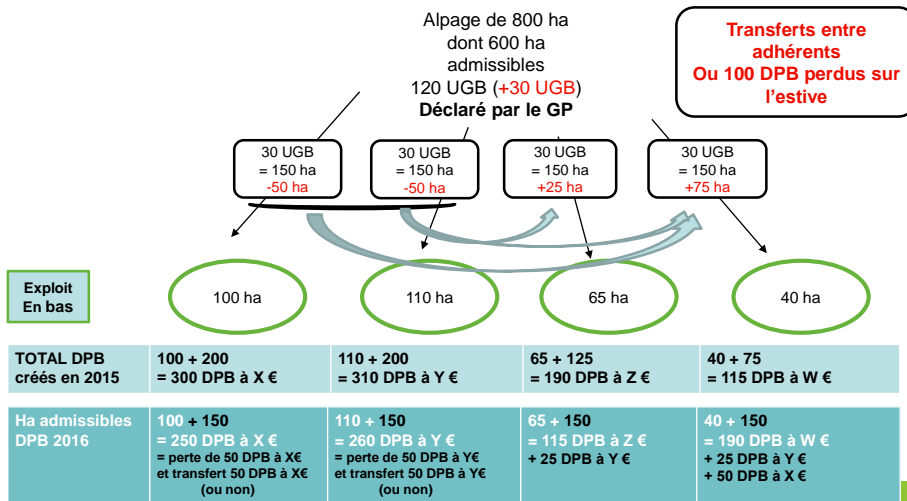 Alpage de 800 ha
dont 600 ha
admissibles
120 UGB (+30 UGB)
Déclaré par le GP
Transferts entre
adhérents
Ou 100 DPB perdus sur
l'estive
30 UGB
= 150 ha
-50 ha
30 UGB
= 150 ha
-50 ha
30 UGB
= 150 ha
+25 ha
30 UGB
= 150 ha
+75 ha
Exploit
En bas
100 ha
110 ha
65 ha
40 ha
TOTAL DPB
créés en 2015
100 + 200
= 300 DPB à X €
110 + 200
= 310 DPB à Y €
65 + 125
= 190 DPB à Z €
40 + 75
= 115 DPB à W €
Ha admissibles
DPB 2016
100 + 150
= 250 DPB à X €
= perte de 50 DPB à X€
et transfert 50 DPB à X€
(ou non)
110 + 150
= 260 DPB à Y €
= perte de 50 DPB à Y€
et transfert 50 DPB à Y€
(ou non)
65 + 150
= 115 DPB à Z €
+ 25 DPB à Y €
40 + 150
= 190 DPB à W €
+ 25 DPB à Y €
+ 50 DPB à X €